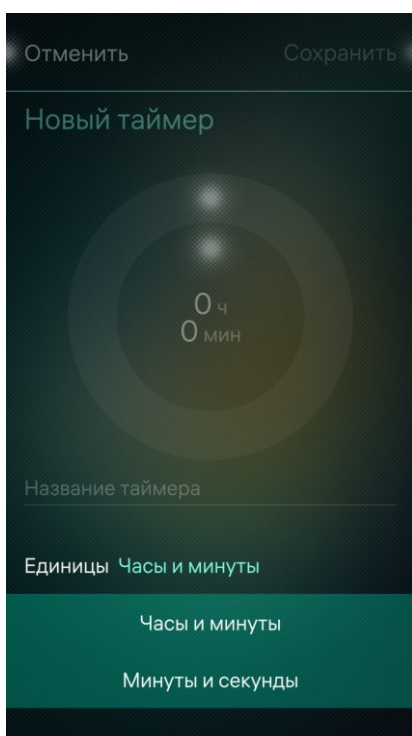 Отменить Сохранить
Новый таймер
0 ч
0 мин
Название таймера
Единицы Часы и минуты
Часы и минуты
Минуты и секунды